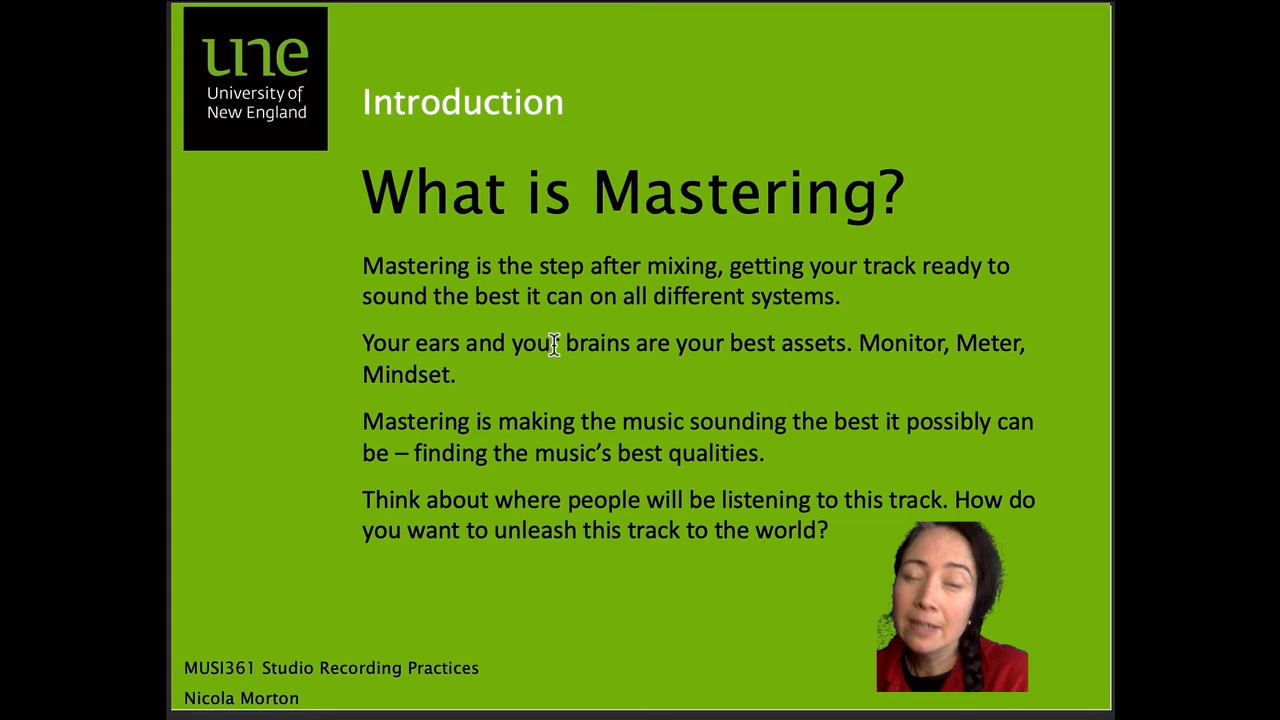 une
University of
New England
Introduction
What is Mastering?
Mastering is the step after mixing, getting your track ready to
sound the best it can on all different systems.
Your ears and your brains are your best assets. Monitor, Meter,
Mindset.
Mastering is making the music sounding the best it possibly can
be – finding the music’s best qualities.
Think about where people will be listening to this track. How do
you want to unleash this track to the world?
MUSI361 Studio Recording Practices
Nicola Morton